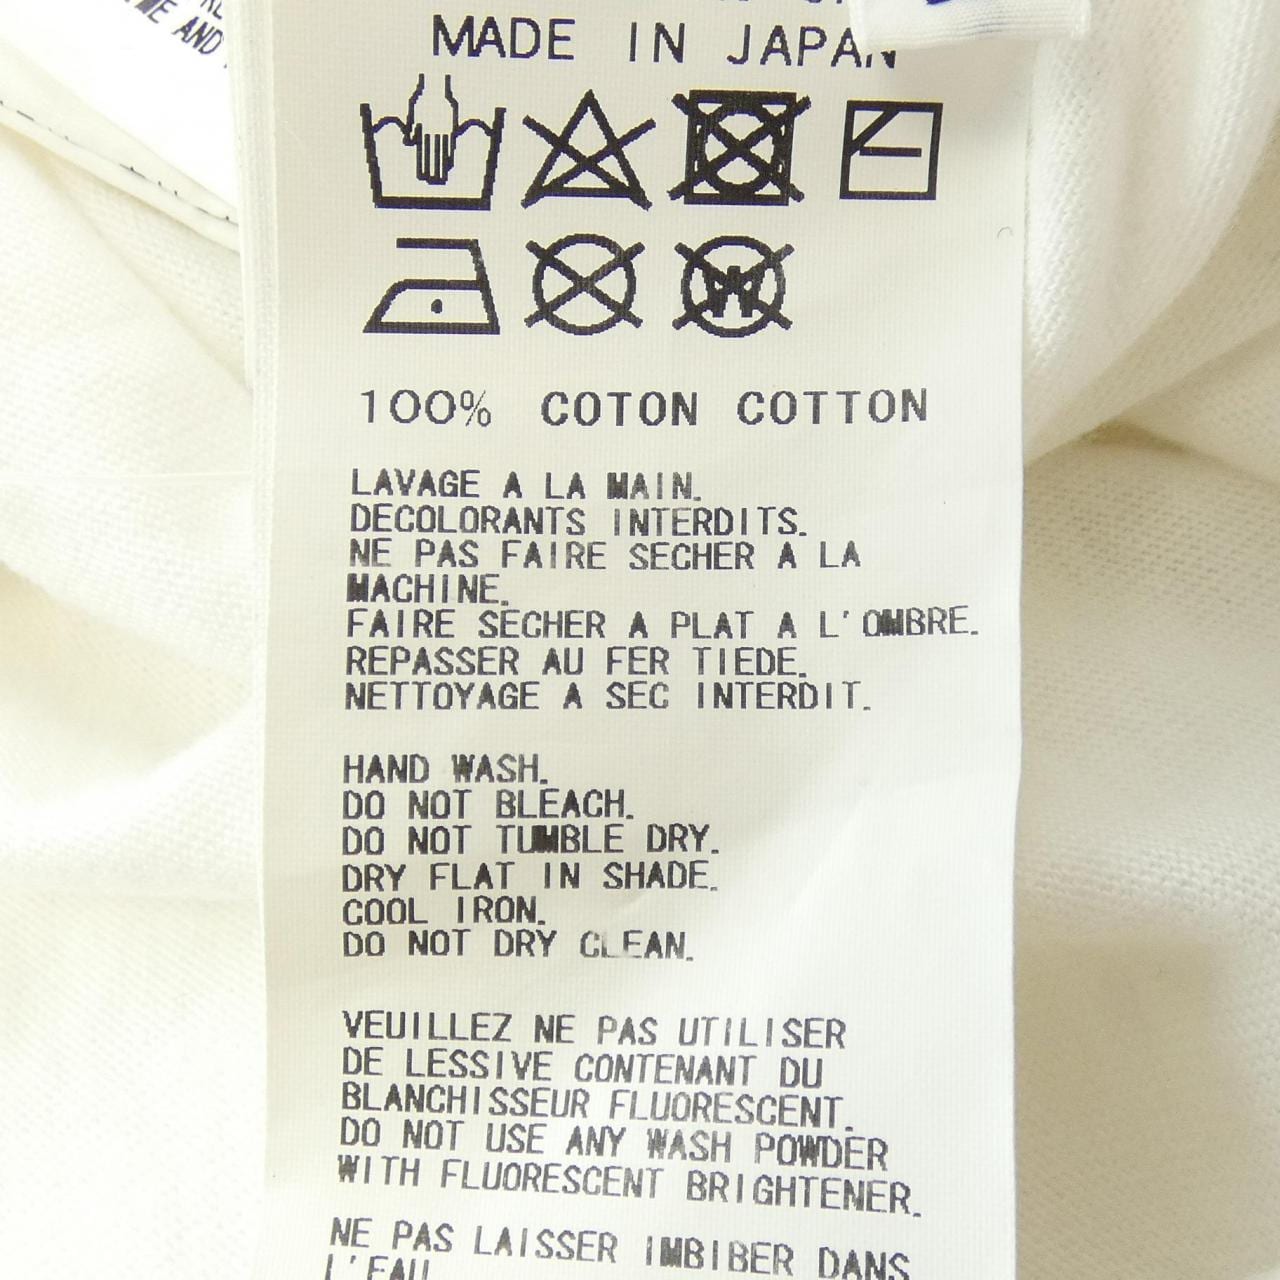 AND
MADE IN JAPAN
100% COTON COTTON
LAVAGE A LA MAIN.
DECOLORANTS INTERDITS.
NE PAS FAIRE SECHER A LA
MACHINE.
FAIRE SECHER A PLAT A L'OMBRE.
REPASSER AU FER TIEDE.
NETTOYAGE A SEC INTERDIT.
HAND WASH.
DO NOT BLEACH.
DO NOT TUMBLE DRY.
DRY FLAT IN SHADE.
COOL IRON.
DO NOT DRY CLEAN.
VEUILLEZ NE PAS UTILISER
DE LESSIVE CONTENANT DU
BLANCHISSEUR FLUORESCENT.
DO NOT USE ANY WASH POWDER
WITH FLUORESCENT BRIGHTENER.
NE PAS LAISSER IMBIBER DANS
L'EAU